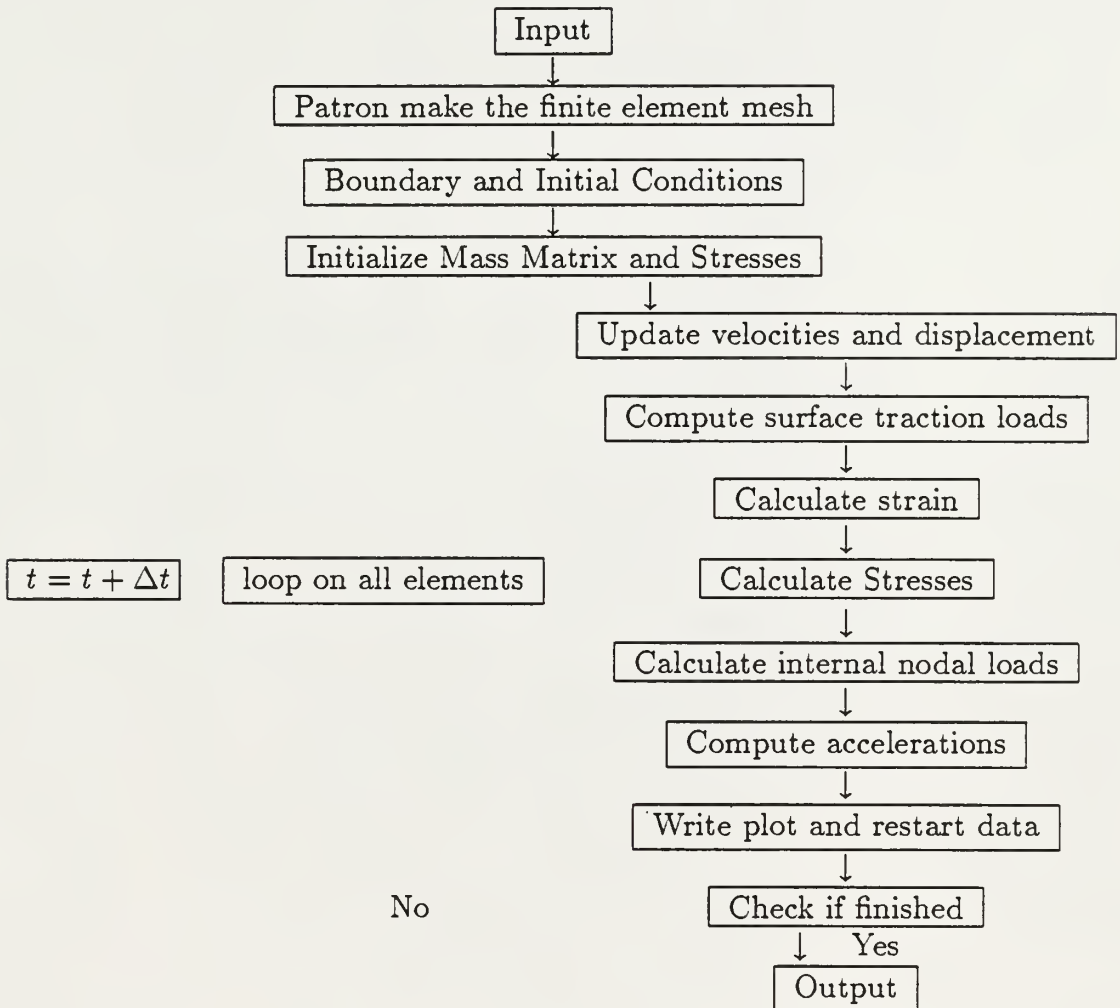 Input
Patron make the finite element mesh
Boundary and Initial Conditions
Initialize Mass Matrix and Stresses
Update velocities and displacement
Compute surface traction loads
Calculate strain
t = t + Δt
loop on all elements
Calculate Stresses
Calculate internal nodal loads
Compute accelerations
Write plot and restart data
No
Check if finished
Yes
Output